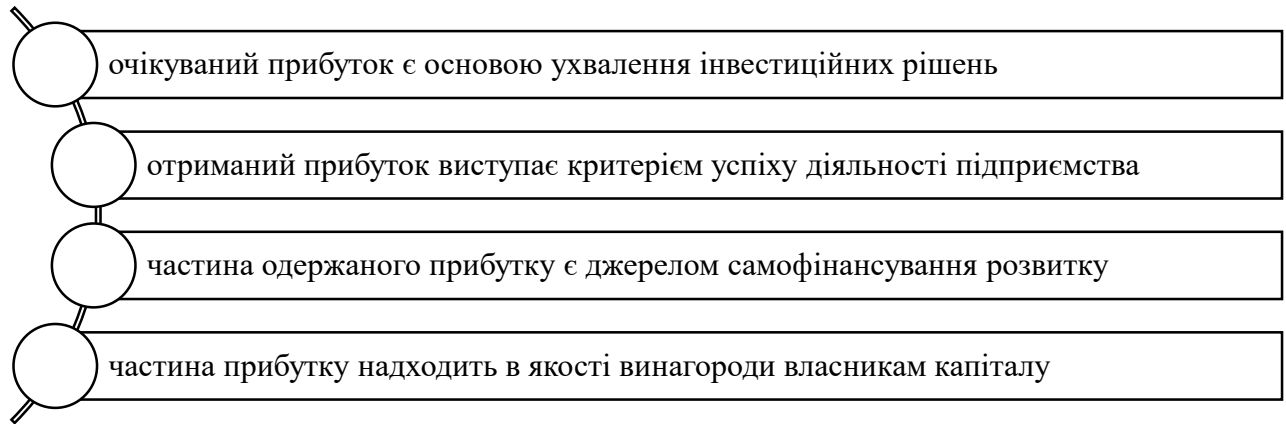 очікуваний прибуток є основою ухвалення інвестиційних рішень
отриманий прибуток виступає критерієм успіху діяльності підприємства
частина одержаного прибутку є джерелом самофінансування розвитку
частина прибутку надходить в якості винагороди власникам капіталу